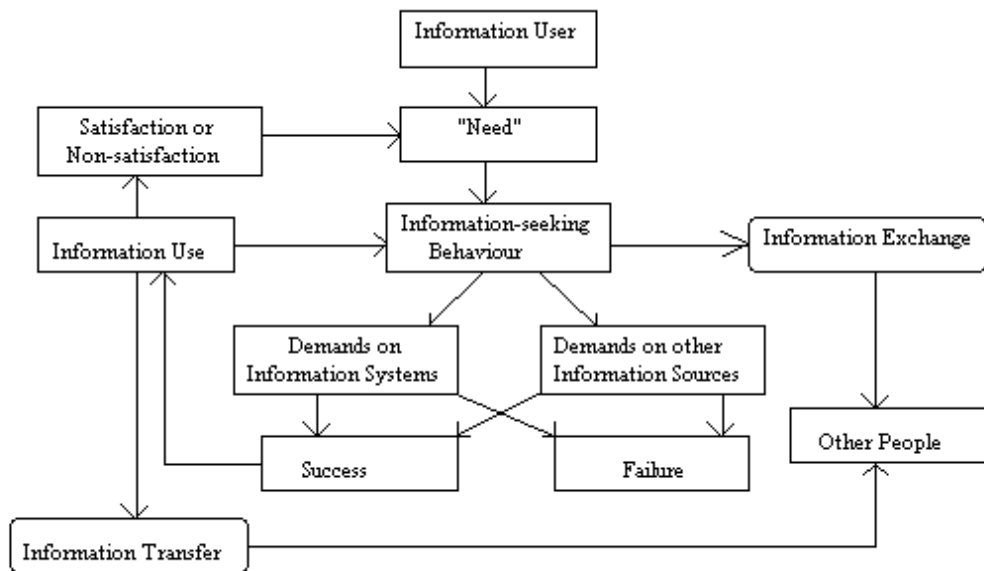 Information User
"Need"
Satisfaction or
Non-satisfaction
Information Use
Information-seeking
Behaviour
Information Exchange
Demands on
Information Systems
Demands on other
Information Sources
Success
Failure
Other People
Information Transfer